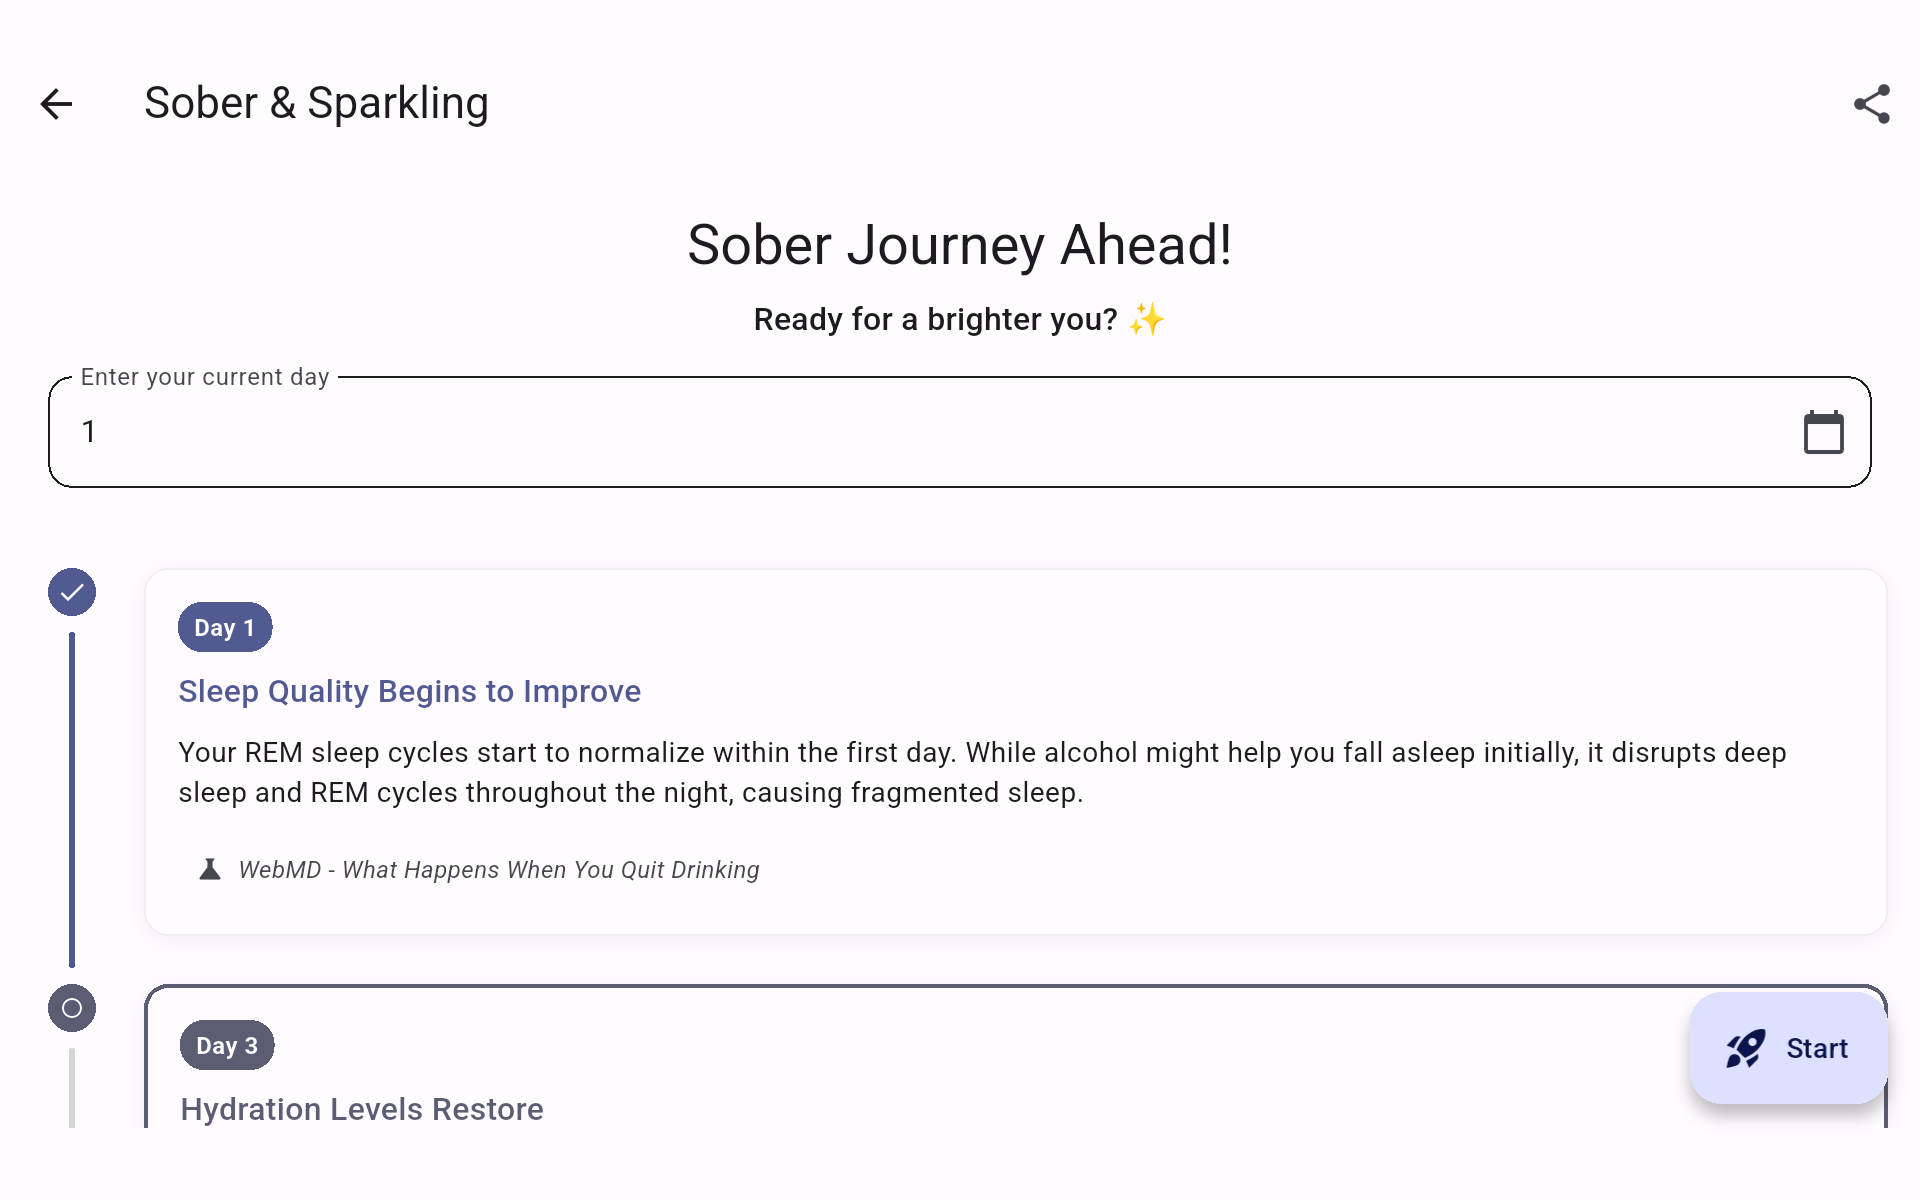 Sober & Sparkling
Sober Journey Ahead!
Ready for a brighter you? ✨
Enter your current day
1
Day 1
Sleep Quality Begins to Improve
Your REM sleep cycles start to normalize within the first day. While alcohol might help you fall asleep initially, it disrupts deep
sleep and REM cycles throughout the night, causing fragmented sleep.
WebMD - What Happens When You Quit Drinking
Day 3
Start
Hydration Levels Restore